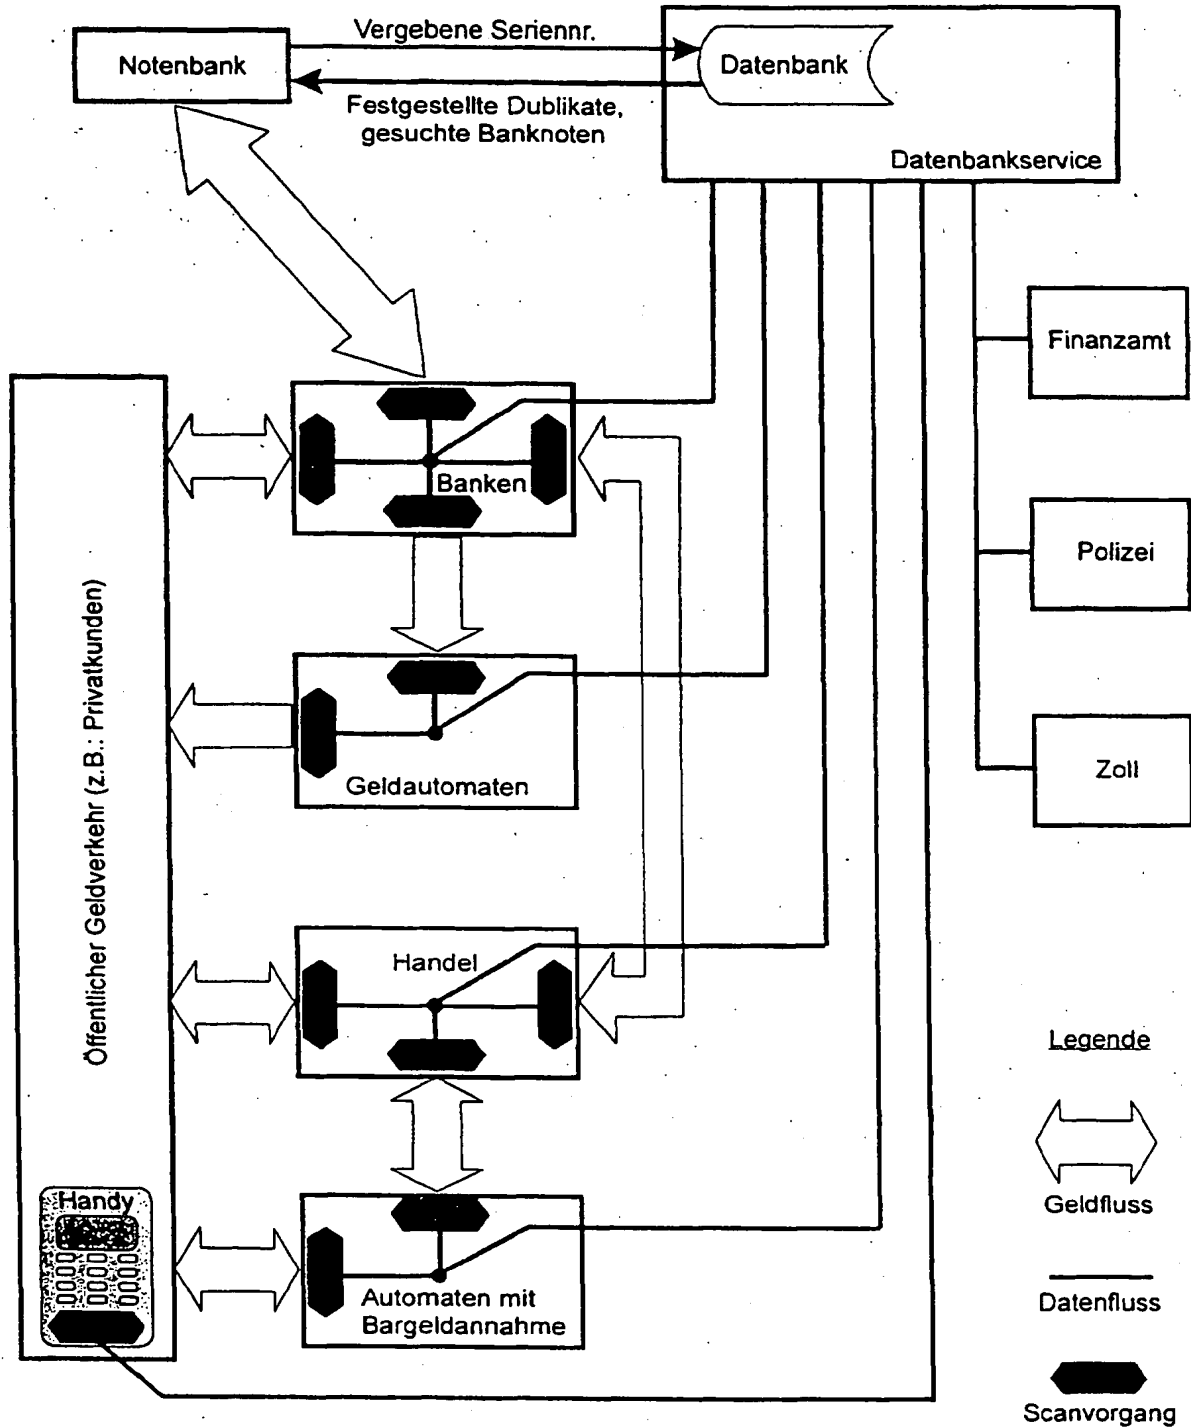 Vergebene Seriennr.
Notenbank
Datenbank
Festgestellte Dublikate,
gesuchte Banknoten
Datenbankservice
Finanzamt
Banken
Polizei
Öffentlicher Geldverkehr (z.B.: Privatkunden)
Zoll
Geldautomaten
Handel
Legende
Handy
Geldfluss
Automaten mit
Bargeldannahme
Datenfluss
Scanvorgang